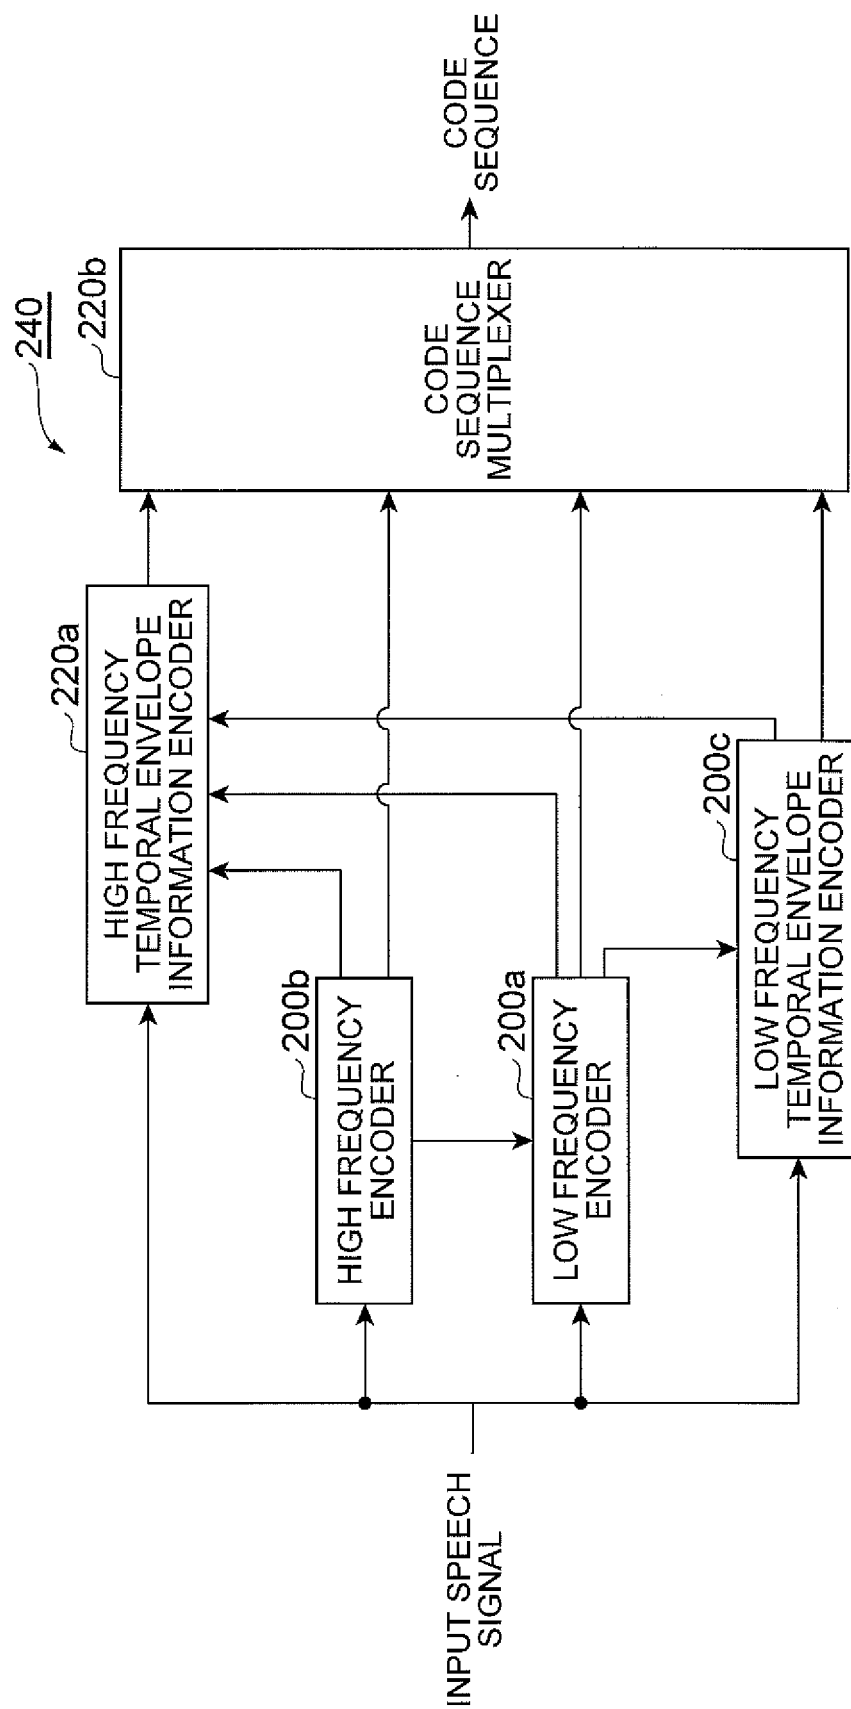 240
220b
220a
HIGH FREQUENCY
TEMPORAL ENVELOPE
INFORMATION ENCODER
200b
HIGH FREQUENCY
ENCODER
200a
LOW FREQUENCY
ENCODER
200c
LOW FREQUENCY
TEMPORAL ENVELOPE
INFORMATION ENCODER
INPUT SPEECH
SIGNAL
CODE
SEQUENCE
MULTIPLEXER
CODE
SEQUENCE